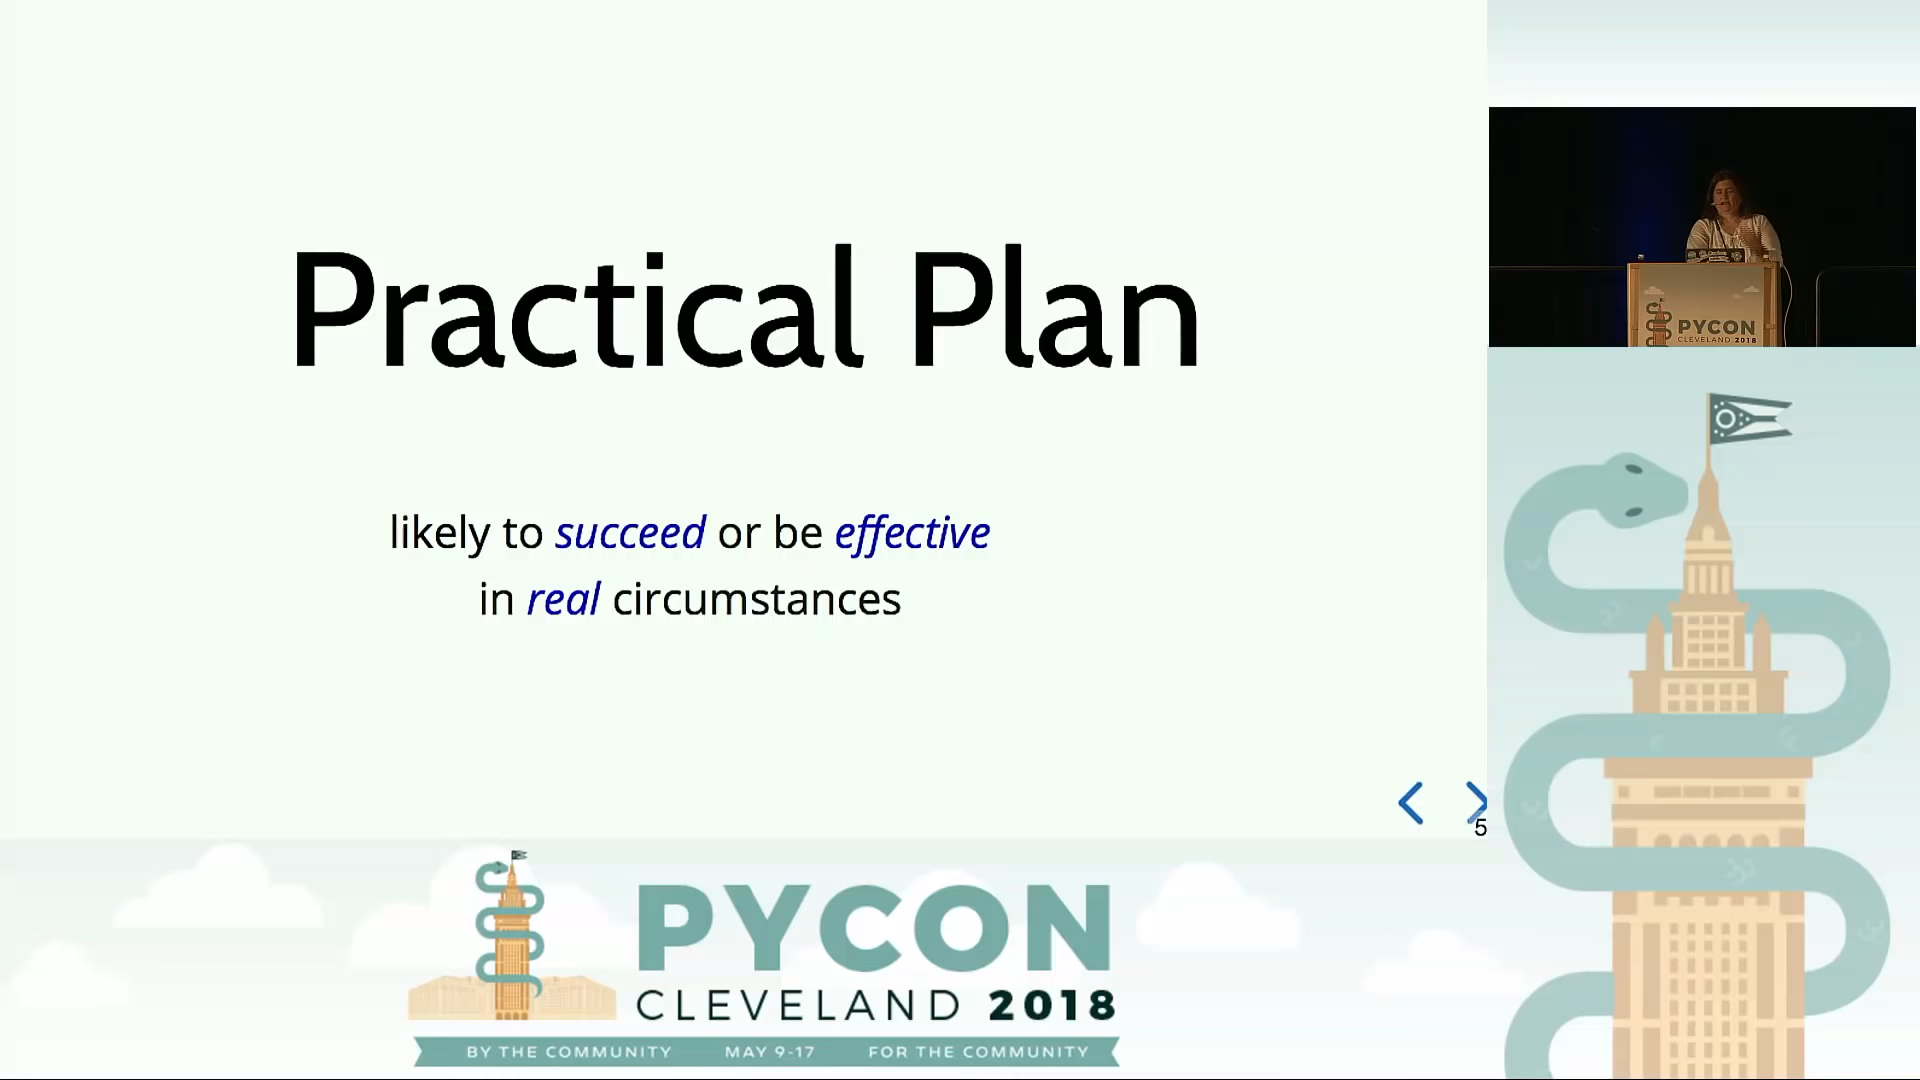 Practical Plan
likely to succeed or be effective
in real circumstances
5
PYCON
CLEVELAND 2018
PYCON
CLEVELAND 2018
BY THE COMMUNITY MAY 9-17 FOR THE COMMUNITY